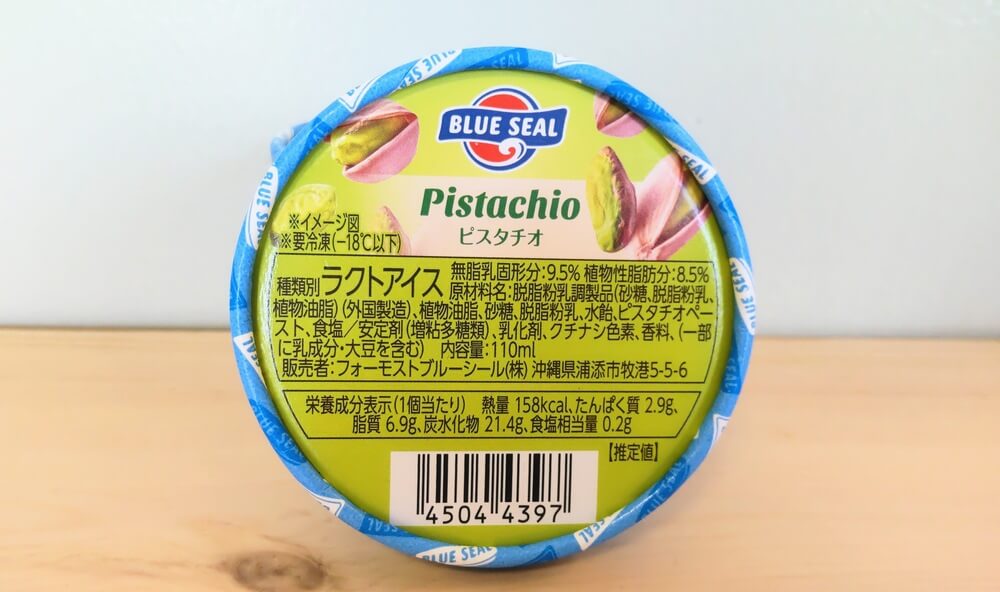 BLUE SEAL
Pistachio
ピスタチオ
※イメージ図
※要冷凍(−18℃以下)
種類別 ラクトアイス 無脂乳固形分:9.5% 植物性脂肪分:8.5%
原材料名:脱脂粉乳調製品(砂糖、脱脂粉乳、
植物油脂)(外国製造)、植物油脂、砂糖、脱脂粉乳、水飴、ピスタチオペー
スト、食塩/安定剤(増粘多糖類)、乳化剤、クチナシ色素、香料、(一部
に乳成分・大豆を含む) 内容量:110ml
販売者:フォーモストブルーシール(株) 沖縄県浦添市牧港5-5-6
栄養成分表示(1個当たり) 熱量 158kcal、たんぱく質 2.9g、
脂質 6.9g、炭水化物 21.4g、食塩相当量 0.2g
【推定値】
4504 4397
BLUE SEAL
BLUE SEAL
BLUE SEAL
BLUE SEAL